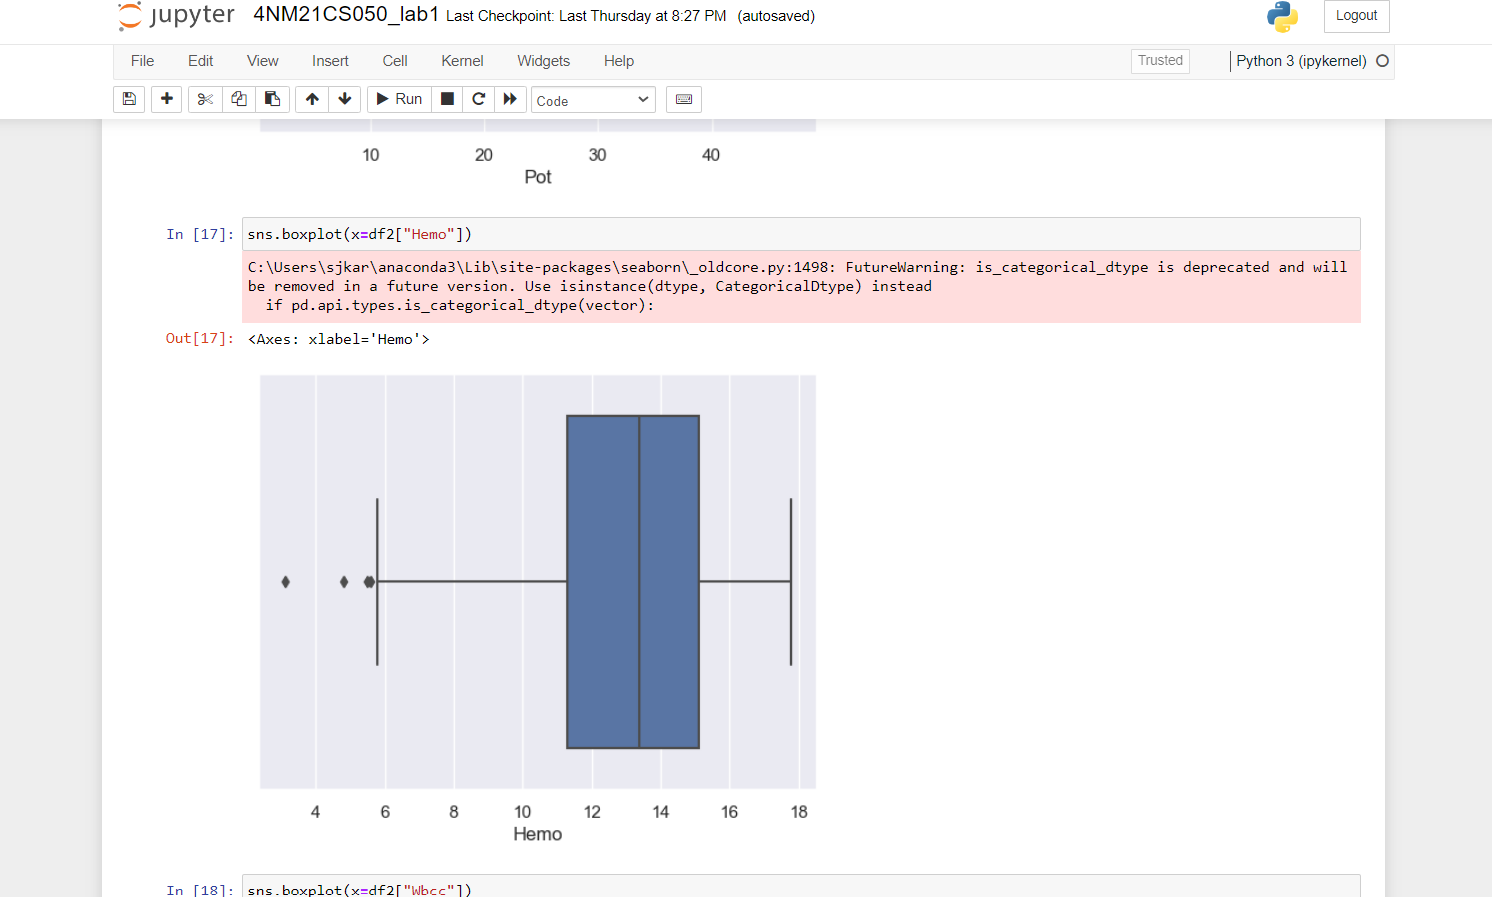 jupyter 4NM21CS050_lab1 Last Checkpoint: Last Thursday at 8:27 PM (autosaved) Logout
File Edit View Insert Cell Kernel Widgets Help Trusted Python 3 (ipykernel)
Run Code
10 20 30 40
Pot
In [17]: sns.boxplot(x=df2["Hemo"])
C:\Users\sjkar\anaconda3\Lib\site-packages\seaborn\_oldcore.py:1498: FutureWarning: is_categorical_dtype is deprecated and will
be removed in a future version. Use isinstance(dtype, CategoricalDtype) instead
  if pd.api.types.is_categorical_dtype(vector):
Out[17]: <Axes: xlabel='Hemo'>
4 6 8 10 12 14 16 18
Hemo
In [18]: sns.boxplot(x=df2["Wbcc"])